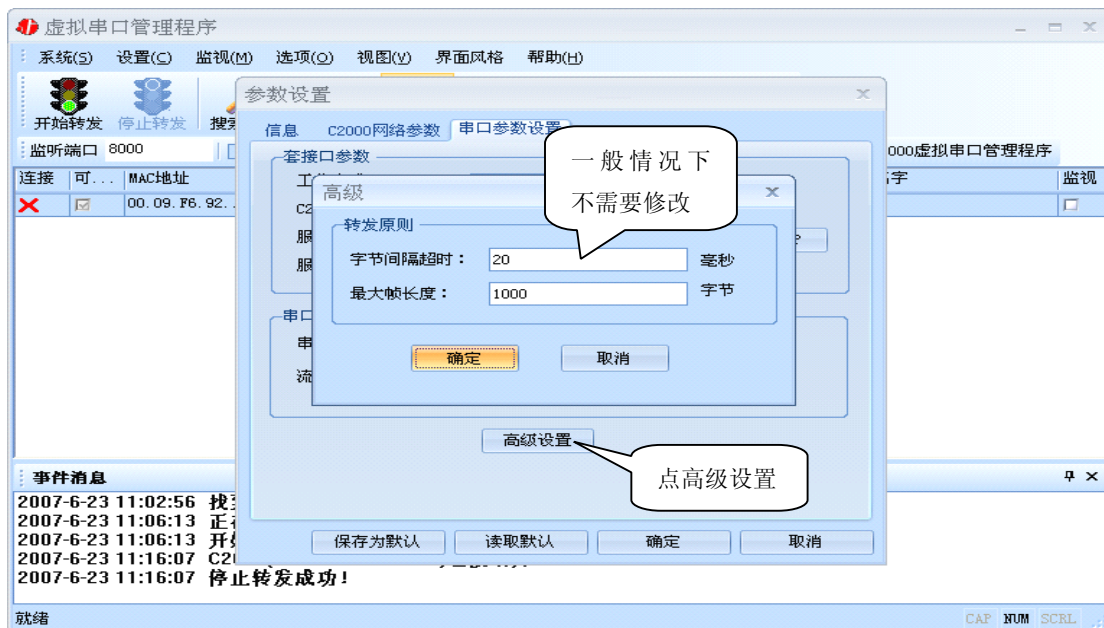 虚拟串口管理程序
系统(S) 设置(C) 监视(M) 选项(O) 视图(V) 界面风格 帮助(H)
开始转发 停止转发
监听端口 8000
000虚拟串口管理程序
连接 可... MAC地址 字 监视
00.09.F6.92.
参数设置
信息 C2000网络参数 串口参数设置
套接口参数
高级
转发原则
字节间隔超时： 20 毫秒
最大帧长度： 1000 字节
确定 取消
一般情况下
不需要修改
高级设置
点高级设置
保存为默认 读取默认 确定 取消
事件消息
2007-6-23 11:02:56
2007-6-23 11:06:13
2007-6-23 11:06:13
2007-6-23 11:16:07
2007-6-23 11:16:07 停止转发成功!
就绪 CAP NUM SCRL